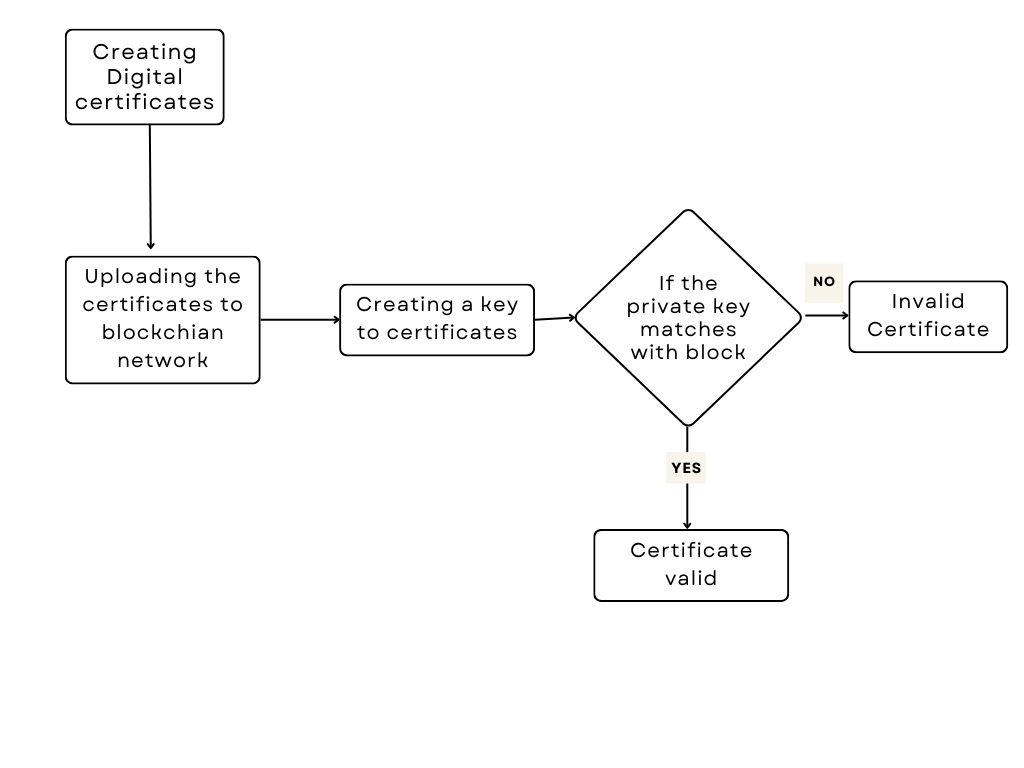 Creating
Digital
certificates
Uploading the
certificates to
blockchian
network
Creating a key
to certificates
If the
private key
matches
with block
NO
Invalid
Certificate
YES
Certificate
valid